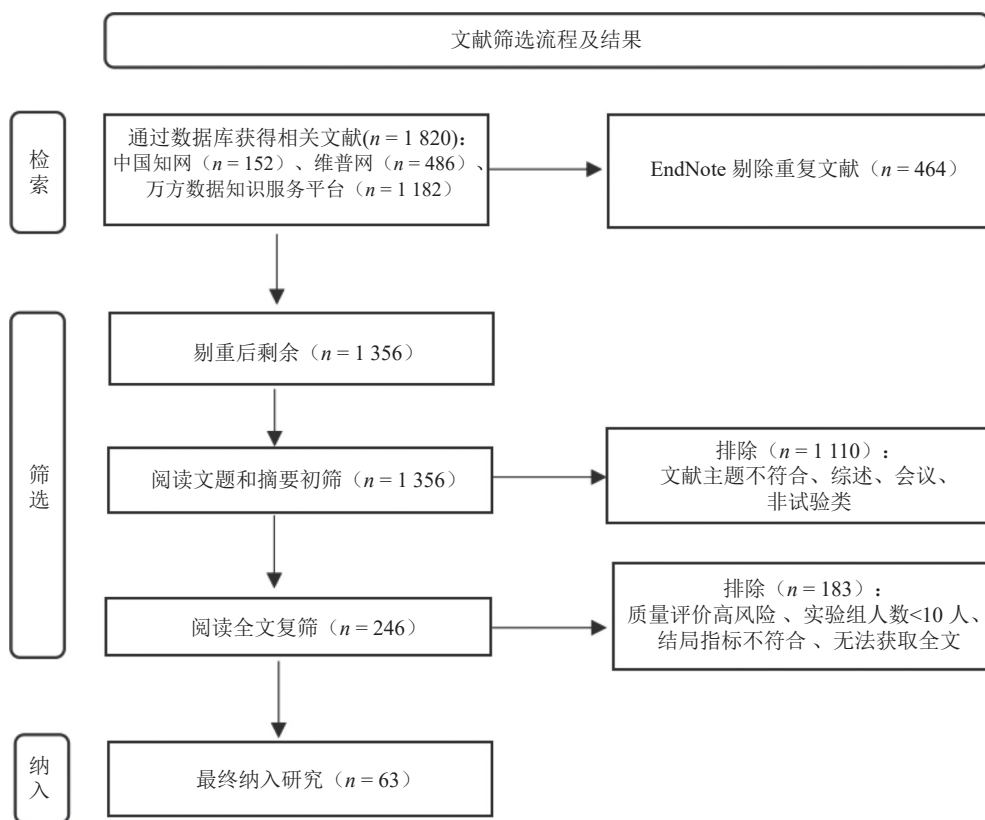 文献筛选流程及结果
检索
通过数据库获得相关文献(n = 1 820)：
中国知网（n = 152）、维普网（n = 486）、
万方数据知识服务平台（n = 1 182）
EndNote 剔除重复文献（n = 464）
筛选
剔重后剩余（n = 1 356）
阅读文题和摘要初筛（n = 1 356）
排除（n = 1 110）：
文献主题不符合、综述、会议、
非试验类
阅读全文复筛（n = 246）
排除（n = 183）：
质量评价高风险 、实验组人数<10 人、
结局指标不符合 、无法获取全文
纳入
最终纳入研究（n = 63）